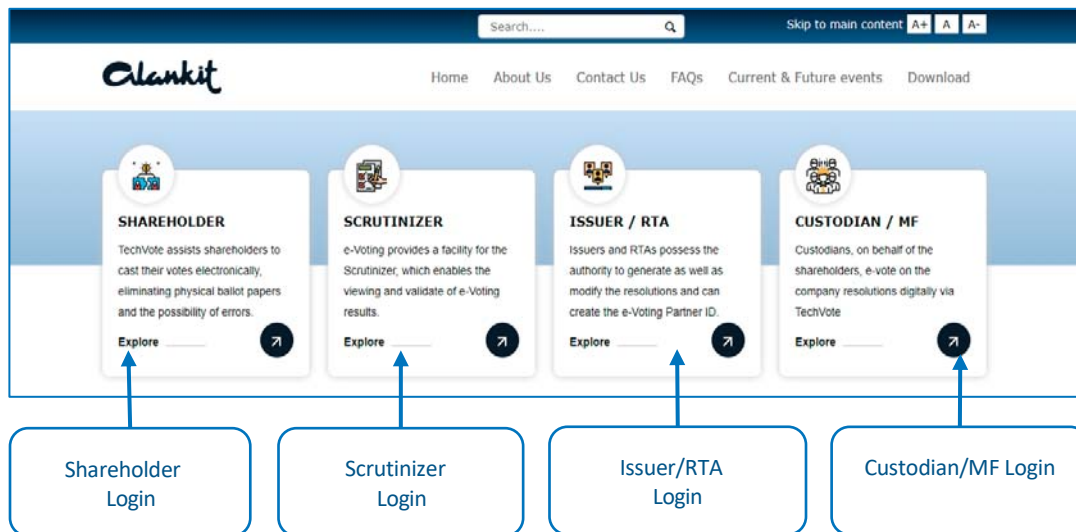 Search....
Skip to main content A+ A A-
Alankit
Home About Us Contact Us FAQs Current & Future events Download
SHAREHOLDER
TechVote assists shareholders to
cast their votes electronically,
eliminating physical ballot papers
and the possibility of errors.
Explore
SCRUTINIZER
e-Voting provides a facility for the
Scrutinizer, which enables the
viewing and validate of e-Voting
results.
Explore
ISSUER / RTA
Issuers and RTAs possess the
authority to generate as well as
modify the resolutions and can
create the e-Voting Partner ID.
Explore
CUSTODIAN / MF
Custodians, on behalf of the
shareholders, e-vote on the
company resolutions digitally via
TechVote
Explore
Shareholder
Login
Scrutinizer
Login
Issuer/RTA
Login
Custodian/MF Login